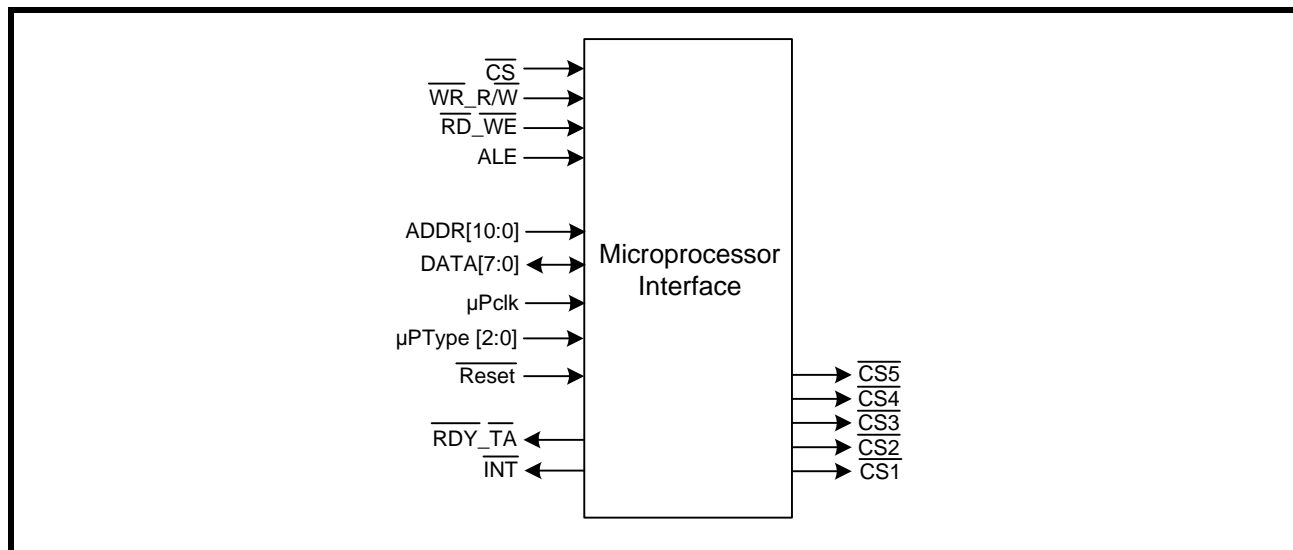 CS
WR_R/W
RD_WE
ALE
ADDR[10:0]
DATA[7:0]
µPclk
µPType [2:0]
Reset
RDY_TA
INT
Microprocessor
Interface
CS5
CS4
CS3
CS2
CS1